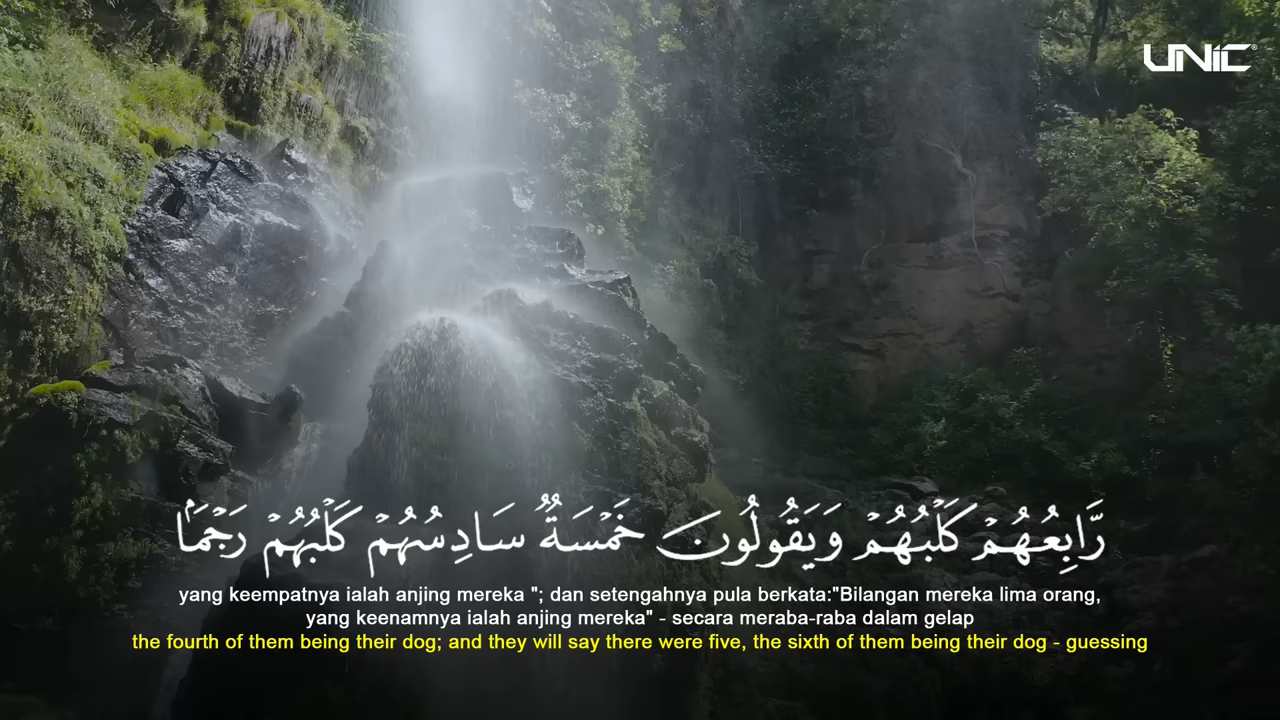 UNIC
رَّابِعُهُمْ كَلْبُهُمْ وَيَقُولُونَ خَمْسَةٌ سَادِسُهُمْ كَلْبُهُمْ رَجْمًا
yang keempatnya ialah anjing mereka "; dan setengahnya pula berkata:"Bilangan mereka lima orang,
yang keenamnya ialah anjing mereka" - secara meraba-raba dalam gelap
the fourth of them being their dog; and they will say there were five, the sixth of them being their dog - guessing